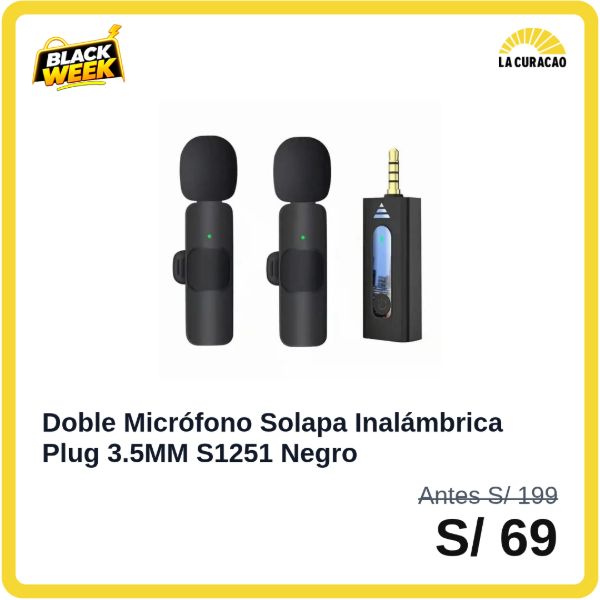 BLACK
WEEK
LA CURACAO
Doble Micrófono Solapa Inalámbrica
Plug 3.5MM S1251 Negro
Antes S/ 199
S/ 69